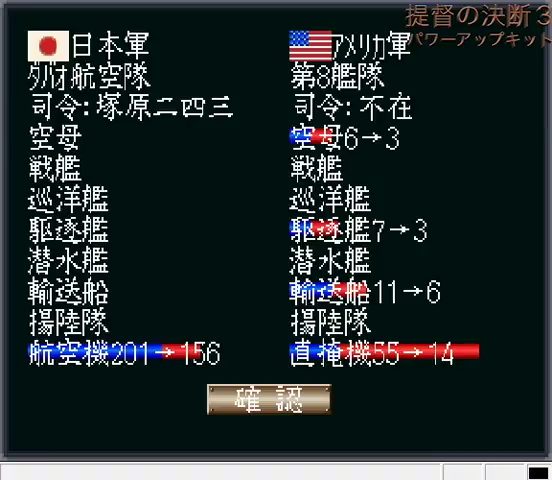 提督の決断3
パワーアップキット
日本軍
タリオ航空隊
司令:塚原二四三
空母
戦艦
巡洋艦
駆逐艦
潜水艦
輸送船
揚陸隊
航空機201→156
アメリカ軍
第8艦隊
司令:不在
空母6→3
戦艦
巡洋艦
駆逐艦7→3
潜水艦
輸送船11→6
揚陸隊
直掩機55→14
確認